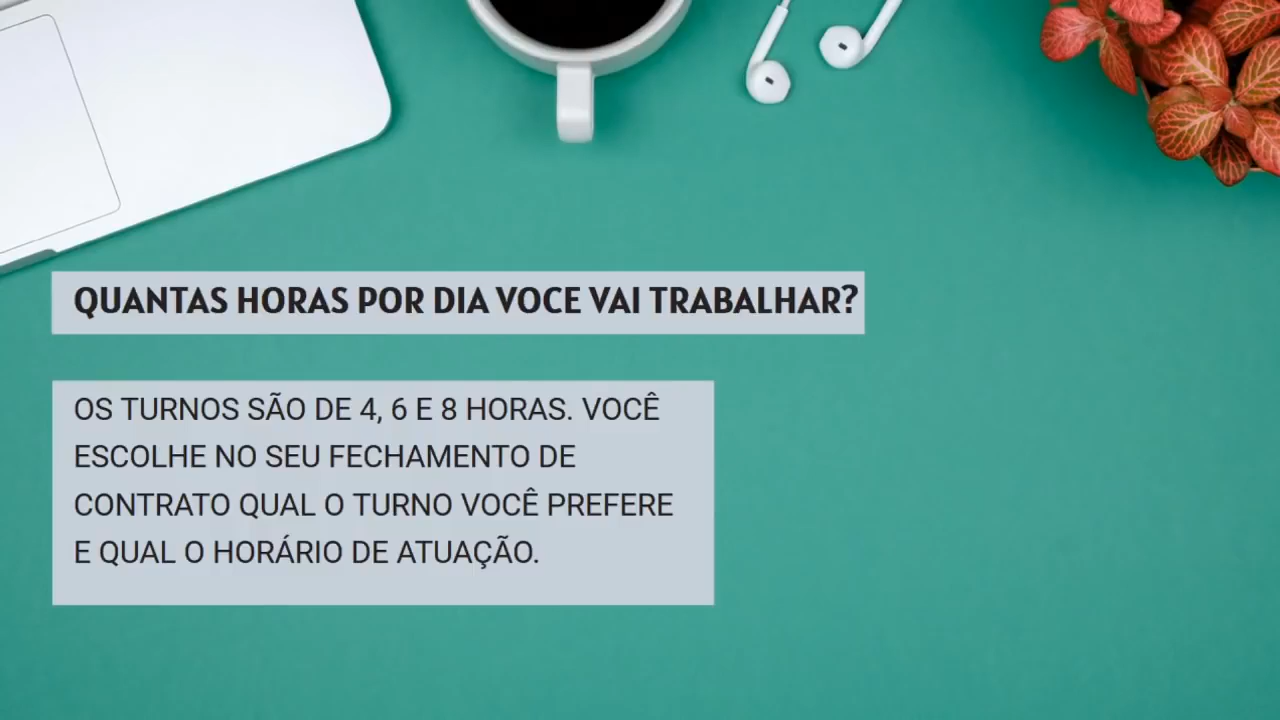 QUANTAS HORAS POR DIA VOCE VAI TRABALHAR?
OS TURNOS SÃO DE 4, 6 E 8 HORAS. VOCÊ
ESCOLHE NO SEU FECHAMENTO DE
CONTRATO QUAL O TURNO VOCÊ PREFERE
E QUAL O HORÁRIO DE ATUAÇÃO.